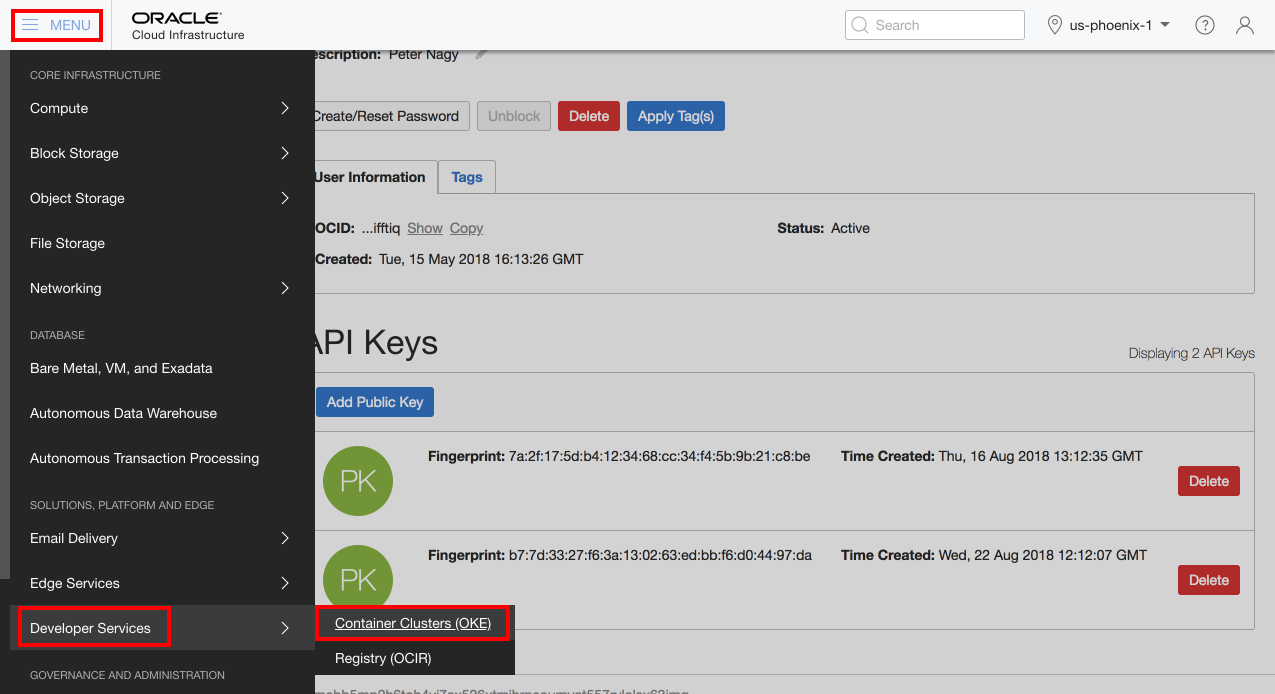 MENU
ORACLE
Cloud Infrastructure
Search
us-phoenix-1
CORE INFRASTRUCTURE
Compute
Block Storage
Object Storage
File Storage
Networking
DATABASE
Bare Metal, VM, and Exadata
Autonomous Data Warehouse
Autonomous Transaction Processing
SOLUTIONS, PLATFORM AND EDGE
Email Delivery
Edge Services
Developer Services
GOVERNANCE AND ADMINISTRATION
Container Clusters (OKE)
Registry (OCIR)
escription: Peter Nagy
Create/Reset Password Unblock Delete Apply Tag(s)
User Information Tags
OCID: ...ifftiq Show Copy Status: Active
Created: Tue, 15 May 2018 16:13:26 GMT
API Keys
Displaying 2 API Keys
Add Public Key
PK Fingerprint: 7a:2f:17:5d:b4:12:34:68:cc:34:f4:5b:9b:21:c8:be Time Created: Thu, 16 Aug 2018 13:12:35 GMT
Delete
PK Fingerprint: b7:7d:33:27:f6:3a:13:02:63:ed:bb:f6:d0:44:97:da Time Created: Wed, 22 Aug 2018 12:12:07 GMT
Delete